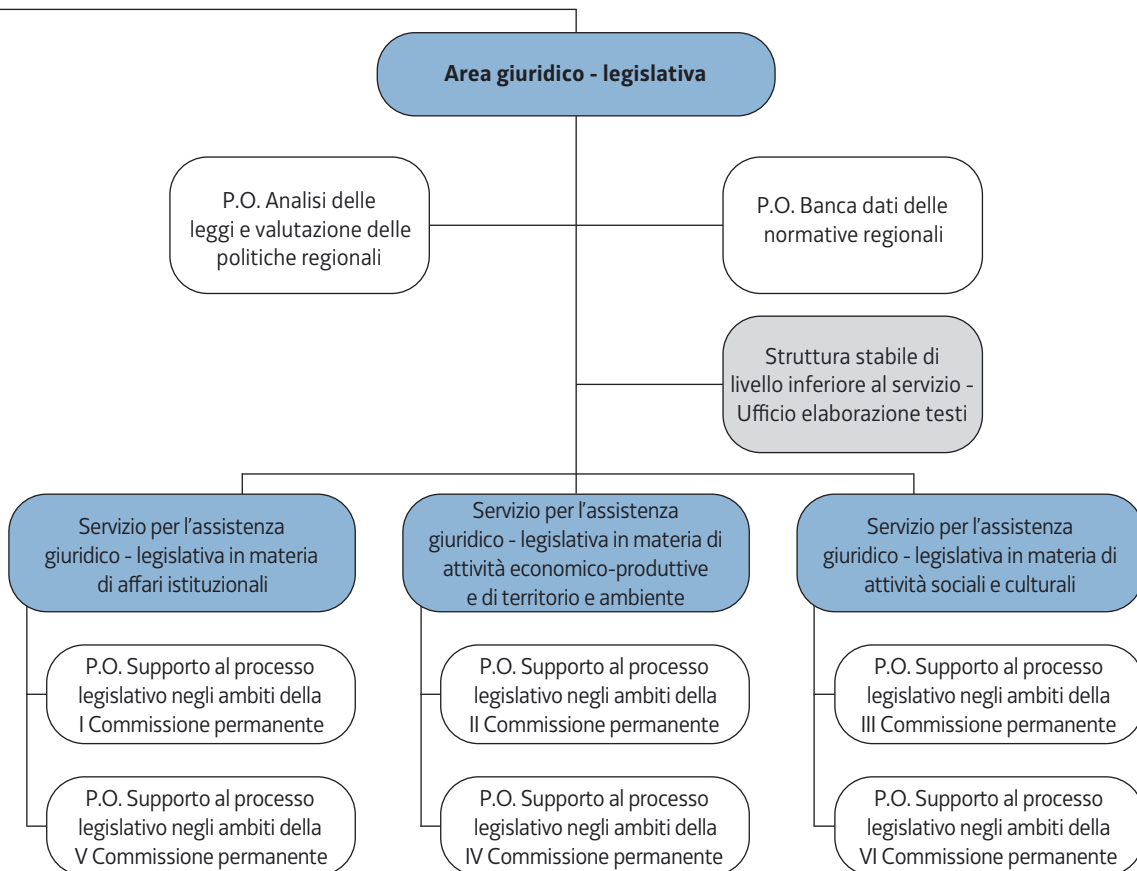 Area giuridico - legislativa
P.O. Analisi delle
leggi e valutazione delle
politiche regionali
P.O. Banca dati delle
normative regionali
Struttura stabile di
livello inferiore al servizio -
Ufficio elaborazione testi
Servizio per l'assistenza
giuridico - legislativa in materia
di affari istituzionali
Servizio per l'assistenza
giuridico - legislativa in materia di
attività economico-produttive
e di territorio e ambiente
Servizio per l'assistenza
giuridico - legislativa in materia di
attività sociali e culturali
P.O. Supporto al processo
legislativo negli ambiti della
I Commissione permanente
P.O. Supporto al processo
legislativo negli ambiti della
II Commissione permanente
P.O. Supporto al processo
legislativo negli ambiti della
III Commissione permanente
P.O. Supporto al processo
legislativo negli ambiti della
V Commissione permanente
P.O. Supporto al processo
legislativo negli ambiti della
IV Commissione permanente
P.O. Supporto al processo
legislativo negli ambiti della
VI Commissione permanente